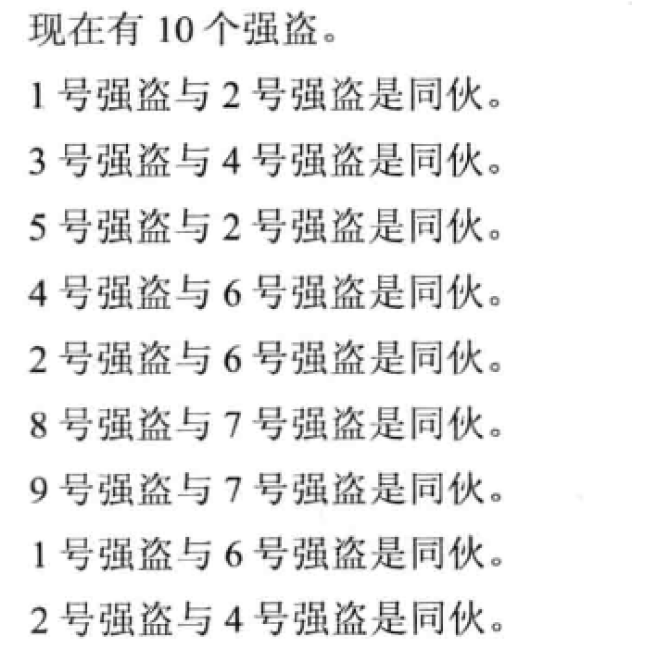 现在有 10 个强盗。
1 号强盗与 2 号强盗是同伙。
3 号强盗与 4 号强盗是同伙。
5 号强盗与 2 号强盗是同伙。
4 号强盗与 6 号强盗是同伙。
2 号强盗与 6 号强盗是同伙。
8 号强盗与 7 号强盗是同伙。
9 号强盗与 7 号强盗是同伙。
1 号强盗与 6 号强盗是同伙。
2 号强盗与 4 号强盗是同伙。